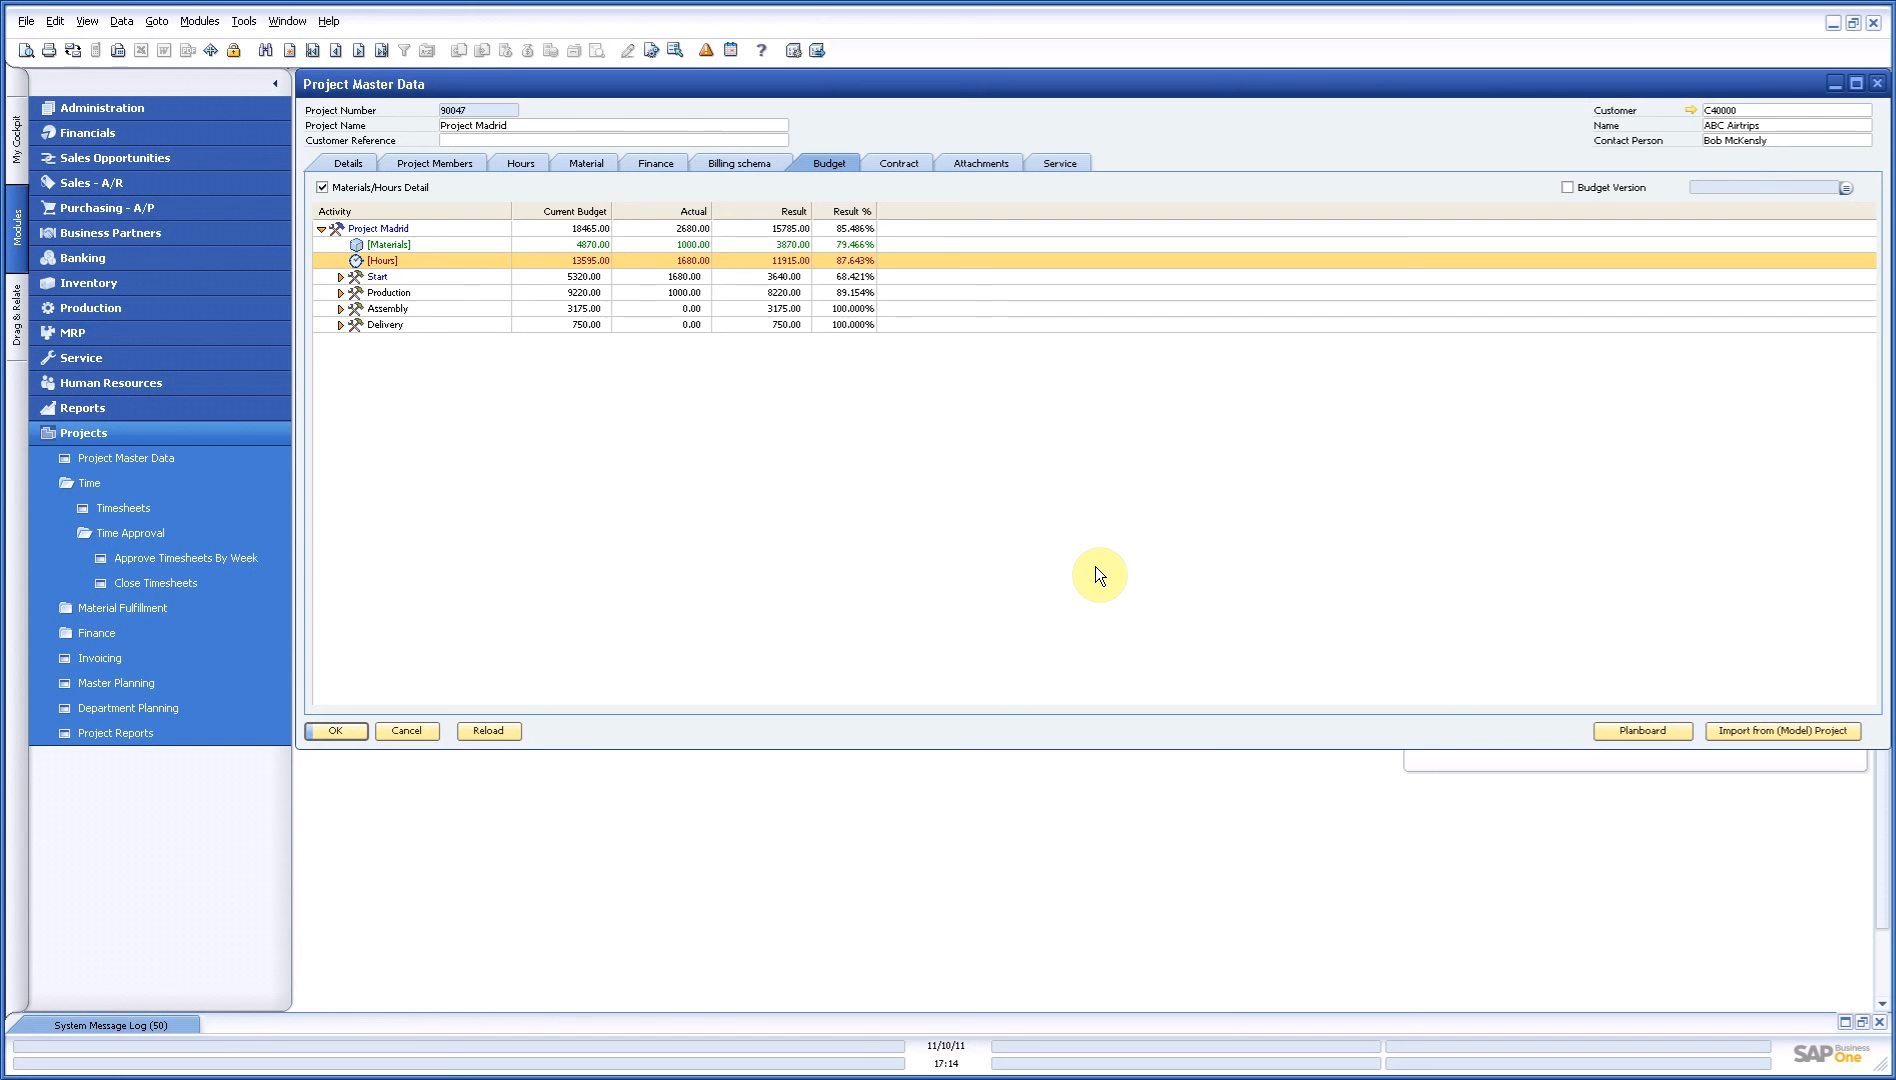 File Edit View Data Goto Modules Tools Window Help
My Cockpit
Modules
Drag & Relate
Administration
Financials
Sales Opportunities
Sales - A/R
Purchasing - A/P
Business Partners
Banking
Inventory
Production
MRP
Service
Human Resources
Reports
Projects
Project Master Data
Time
Timesheets
Time Approval
Approve Timesheets By Week
Close Timesheets
Material Fulfillment
Finance
Invoicing
Master Planning
Department Planning
Project Reports
Project Master Data
Project Number 90047
Project Name Project Madrid
Customer Reference
Customer C40000
Name ABC Airtrips
Contact Person Bob McKensly
Details Project Members Hours Material Finance Billing schema Budget Contract Attachments Service
Materials/Hours Detail Budget Version
Activity Current Budget Actual Result Result %
Project Madrid 18465.00 2680.00 15785.00 85.486%
[Materials] 4870.00 1000.00 3870.00 79.466%
[Hours] 13595.00 1680.00 11915.00 87.643%
Start 5320.00 1680.00 3640.00 68.421%
Production 9220.00 1000.00 8220.00 89.154%
Assembly 3175.00 0.00 3175.00 100.000%
Delivery 750.00 0.00 750.00 100.000%
OK Cancel Reload Planboard Import from (Model) Project
System Message Log (50)
11/10/11
17:14
SAP Business One